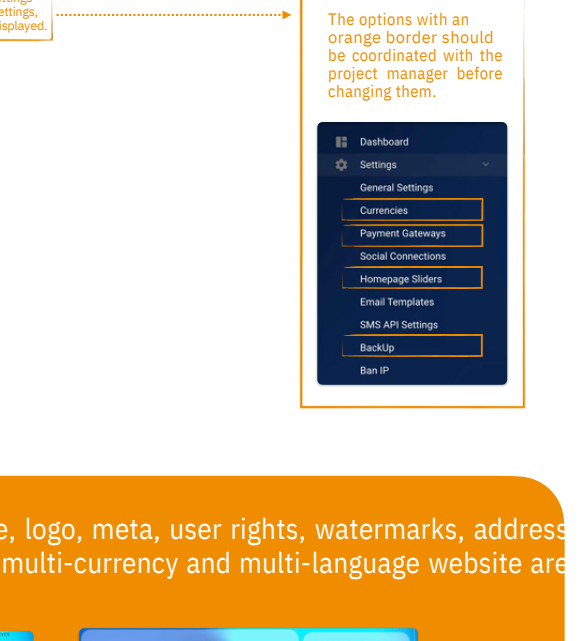 ettings,
isplayed.
The options with an
orange border should
be coordinated with the
project manager before
changing them.
Dashboard
Settings
General Settings
Currencies
Payment Gateways
Social Connections
Homepage Sliders
Email Templates
SMS API Settings
BackUp
Ban IP
e, logo, meta, user rights, watermarks, address
multi-currency and multi-language website are